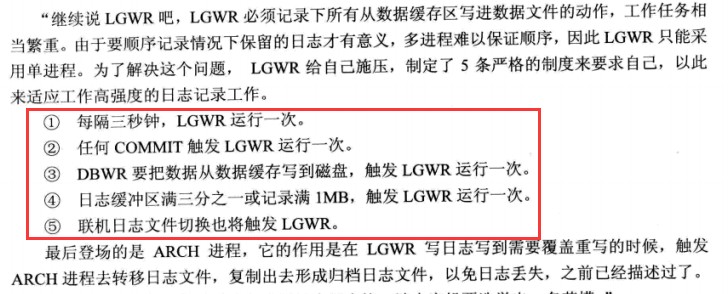 “继续说 LGWR 吧，LGWR 必须记录下所有从数据缓存区写进数据文件的动作，工作任务相
当繁重。由于要顺序记录情况下保留的日志才有意义，多进程难以保证顺序，因此 LGWR 只能采
用单进程。为了解决这个问题， LGWR 给自己施压，制定了 5 条严格的制度来要求自己，以此
来适应工作高强度的日志记录工作。
① 每隔三秒钟，LGWR 运行一次。
② 任何 COMMIT 触发 LGWR 运行一次。
③ DBWR 要把数据从数据缓存写到磁盘，触发 LGWR 运行一次。
④ 日志缓冲区满三分之一或记录满 1MB，触发 LGWR 运行一次。
⑤ 联机日志文件切换也将触发 LGWR。
最后登场的是 ARCH 进程，它的作用是在 LGWR 写日志写到需要覆盖重写的时候，触发
ARCH 进程去转移日志文件，复制出去形成归档日志文件，以免日志丢失，之前已经描述过了。